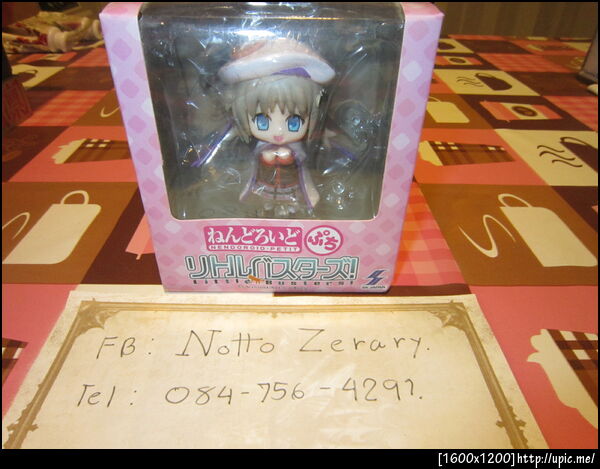 ねんどろいど ぷち
NENDOROID PETIT
リトルバスターズ!
Little Busters!
FB : Notto Zerary.
Tel : 084-756-4291.
[1600x1200]http://upic.me/